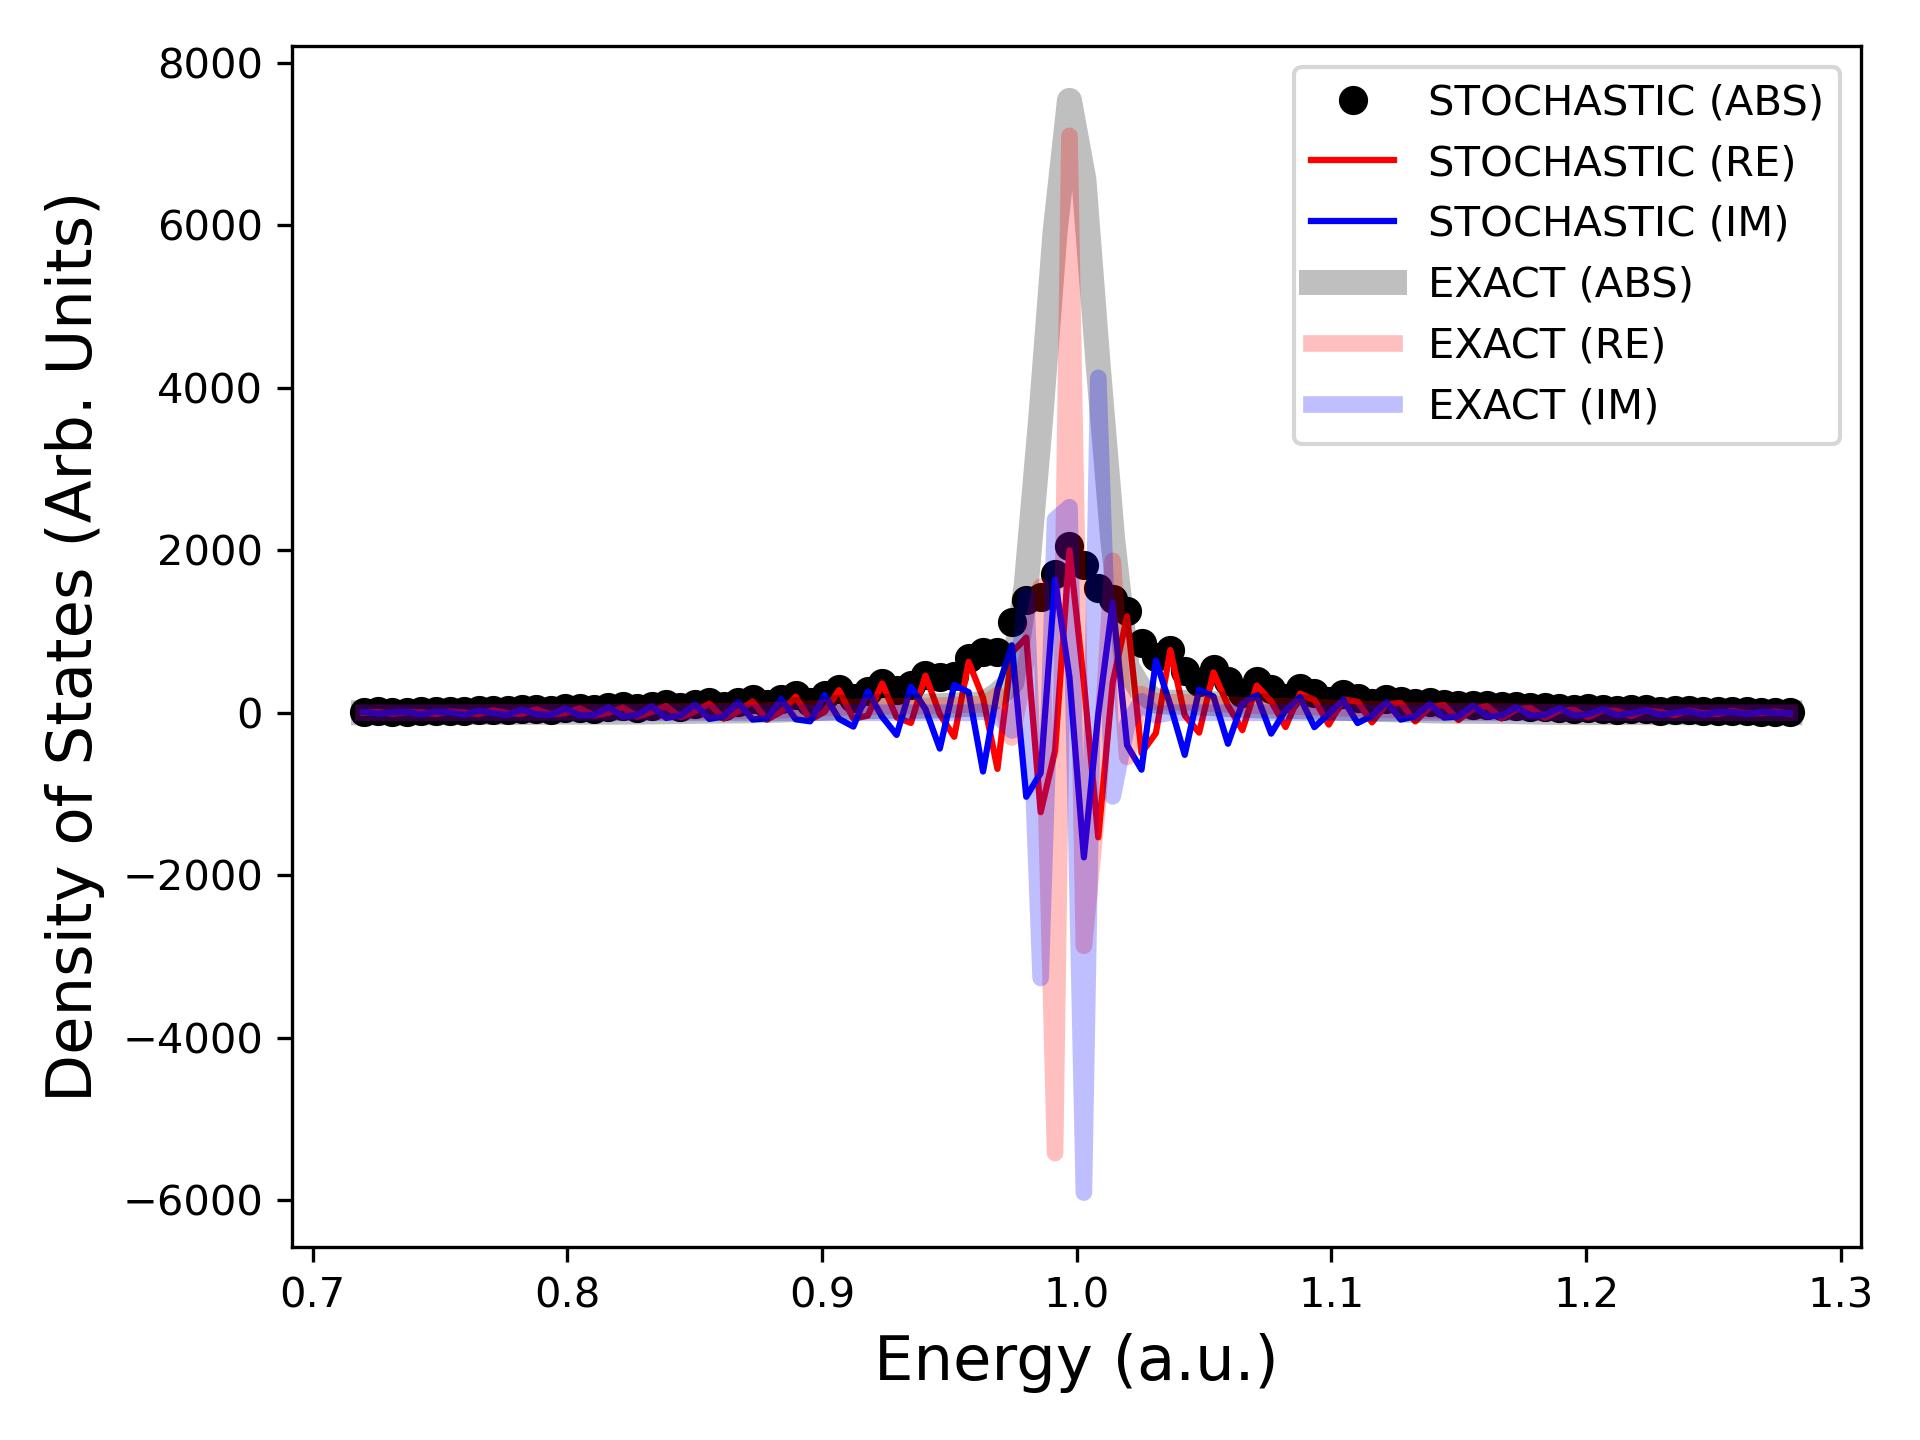 8000
6000
4000
2000
0
−2000
−4000
−6000
Density of States (Arb. Units)
STOCHASTIC (ABS)
STOCHASTIC (RE)
STOCHASTIC (IM)
EXACT (ABS)
EXACT (RE)
EXACT (IM)
0.7 0.8 0.9 1.0 1.1 1.2 1.3
Energy (a.u.)